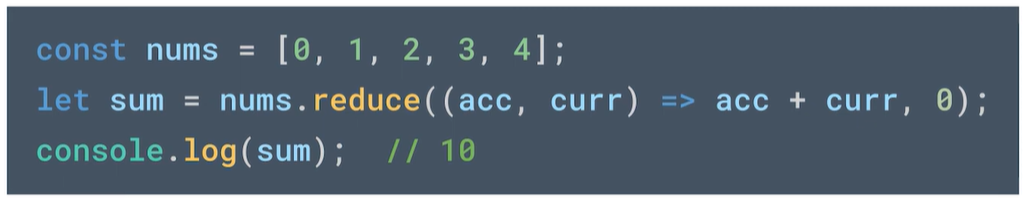 const nums = [0, 1, 2, 3, 4];
let sum = nums.reduce((acc, curr) => acc + curr, 0);
console.log(sum);  // 10